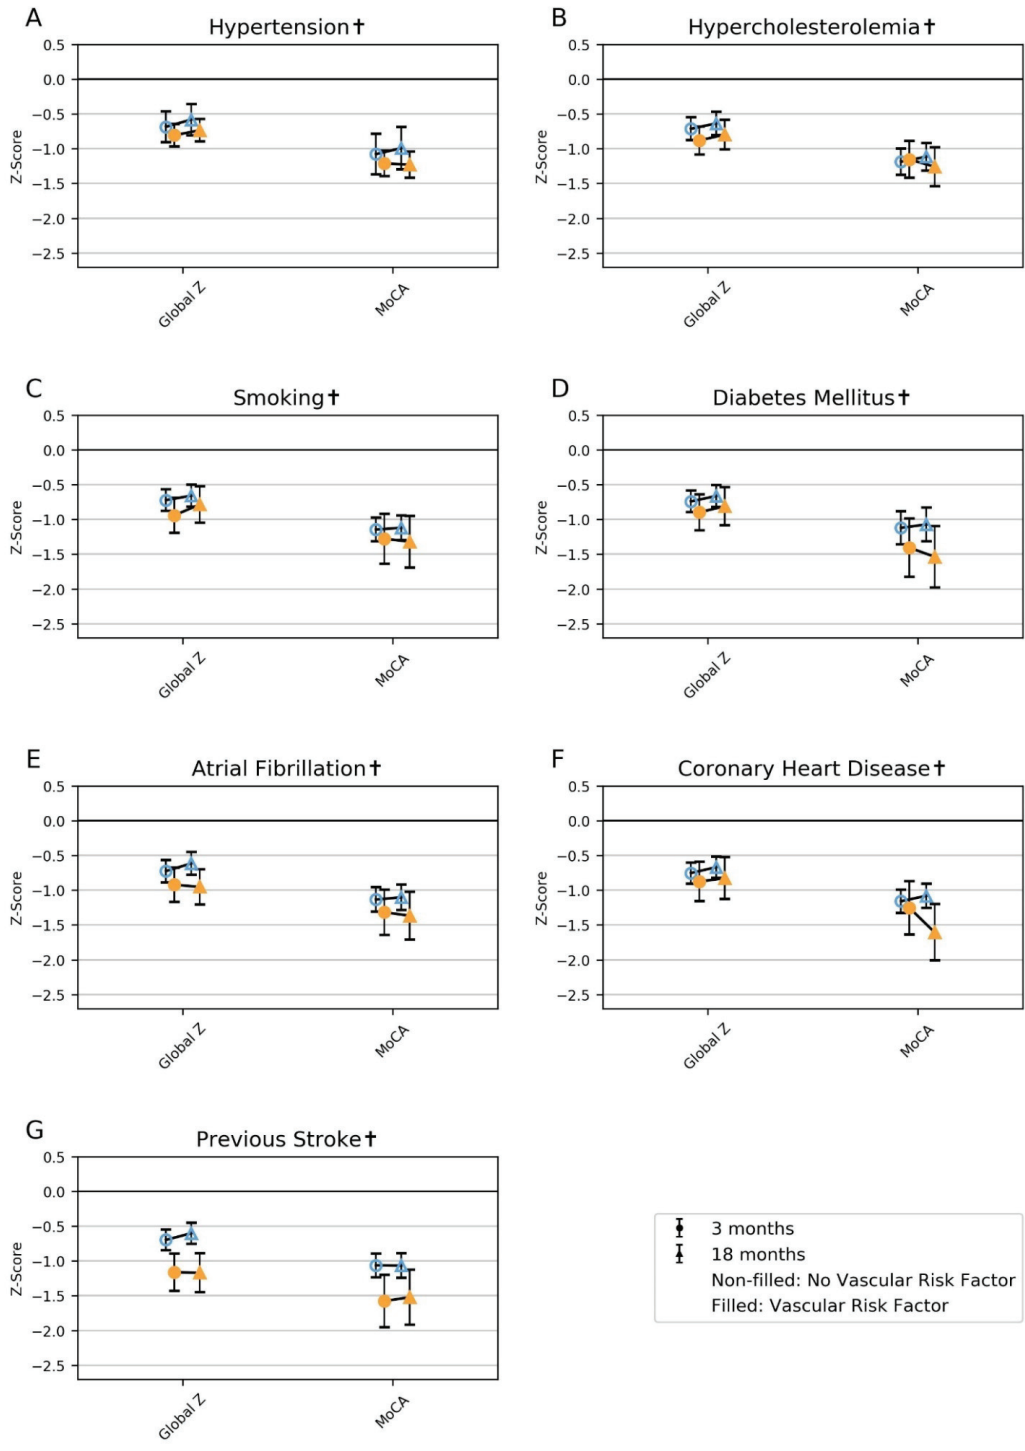 A
Hypertension✝
0.5
0.0
−0.5
−1.0
−1.5
−2.0
−2.5
Z-Score
Global Z
MoCA
B
Hypercholesterolemia✝
0.5
0.0
−0.5
−1.0
−1.5
−2.0
−2.5
Z-Score
Global Z
MoCA
C
Smoking✝
0.5
0.0
−0.5
−1.0
−1.5
−2.0
−2.5
Z-Score
Global Z
MoCA
D
Diabetes Mellitus✝
0.5
0.0
−0.5
−1.0
−1.5
−2.0
−2.5
Z-Score
Global Z
MoCA
E
Atrial Fibrillation✝
0.5
0.0
−0.5
−1.0
−1.5
−2.0
−2.5
Z-Score
Global Z
MoCA
F
Coronary Heart Disease✝
0.5
0.0
−0.5
−1.0
−1.5
−2.0
−2.5
Z-Score
Global Z
MoCA
G
Previous Stroke✝
0.5
0.0
−0.5
−1.0
−1.5
−2.0
−2.5
Z-Score
Global Z
MoCA
3 months
18 months
Non-filled: No Vascular Risk Factor
Filled: Vascular Risk Factor